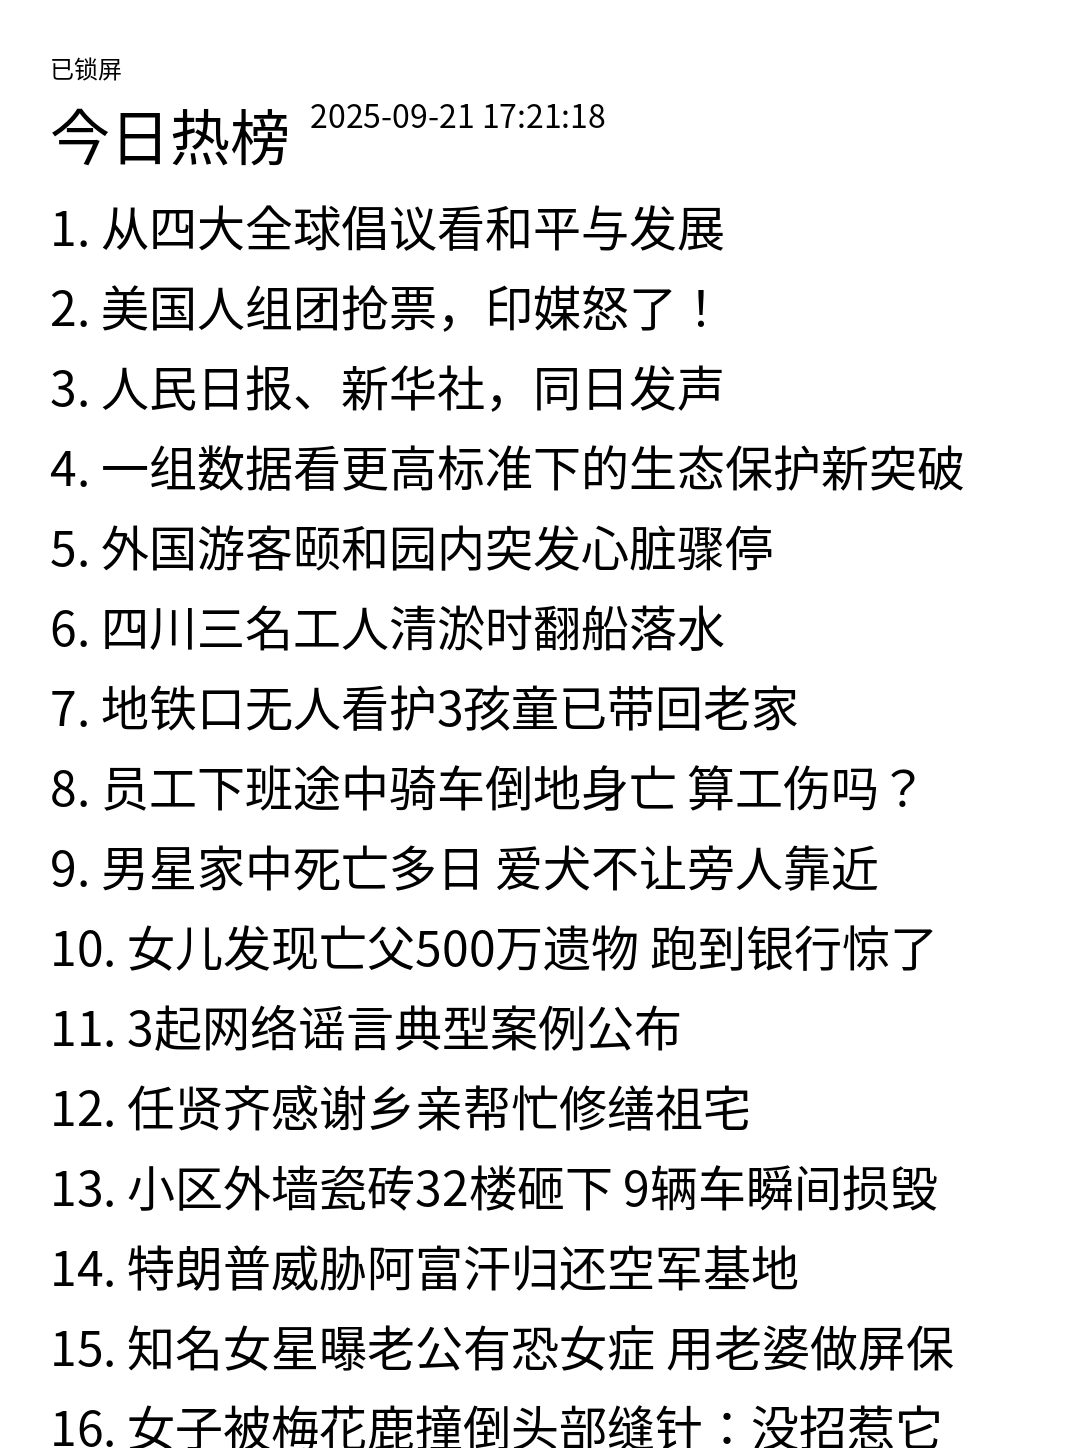 已锁屏
今日热榜 2025-09-21 17:21:18
1. 从四大全球倡议看和平与发展
2. 美国人组团抢票，印媒怒了！
3. 人民日报、新华社，同日发声
4. 一组数据看更高标准下的生态保护新突破
5. 外国游客颐和园内突发心脏骤停
6. 四川三名工人清淤时翻船落水
7. 地铁口无人看护3孩童已带回老家
8. 员工下班途中骑车倒地身亡 算工伤吗？
9. 男星家中死亡多日 爱犬不让旁人靠近
10. 女儿发现亡父500万遗物 跑到银行惊了
11. 3起网络谣言典型案例公布
12. 任贤齐感谢乡亲帮忙修缮祖宅
13. 小区外墙瓷砖32楼砸下 9辆车瞬间损毁
14. 特朗普威胁阿富汗归还空军基地
15. 知名女星曝老公有恐女症 用老婆做屏保
16. 女子被梅花鹿撞倒头部缝针：没招惹它